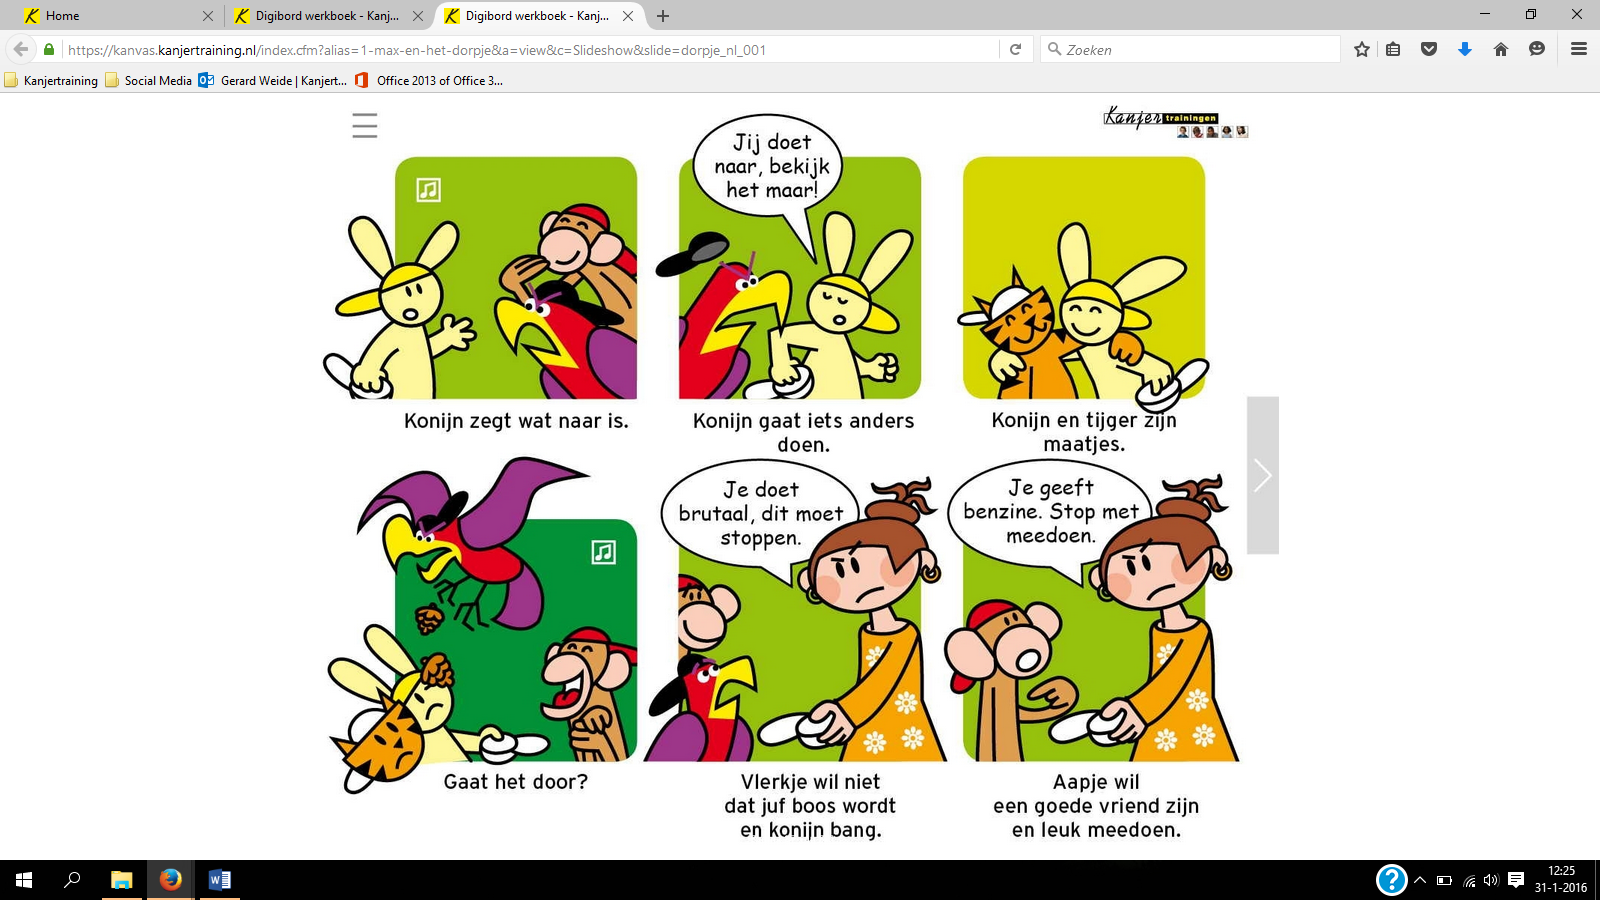 Home
Digibord werkboek - Kanj...
Digibord werkboek - Kanj...
https://kanvas.kanjertraining.nl/index.cfm?alias=1-max-en-het-dorpje&a=view&c=Slideshow&slide=dorpje_nl_001
Zoeken
Kanjertraining
Social Media
Gerard Weide | Kanjert...
Office 2013 of Office 3...
Kanjer trainingen
Jij doet
naar, bekijk
het maar!
Konijn zegt wat naar is.
Konijn gaat iets anders
doen.
Konijn en tijger zijn
maatjes.
Je doet
brutaal, dit moet
stoppen.
Je geeft
benzine. Stop met
meedoen.
Gaat het door?
Vlerkje wil niet
dat juf boos wordt
en konijn bang.
Aapje wil
een goede vriend zijn
en leuk meedoen.
12:25
31-1-2016